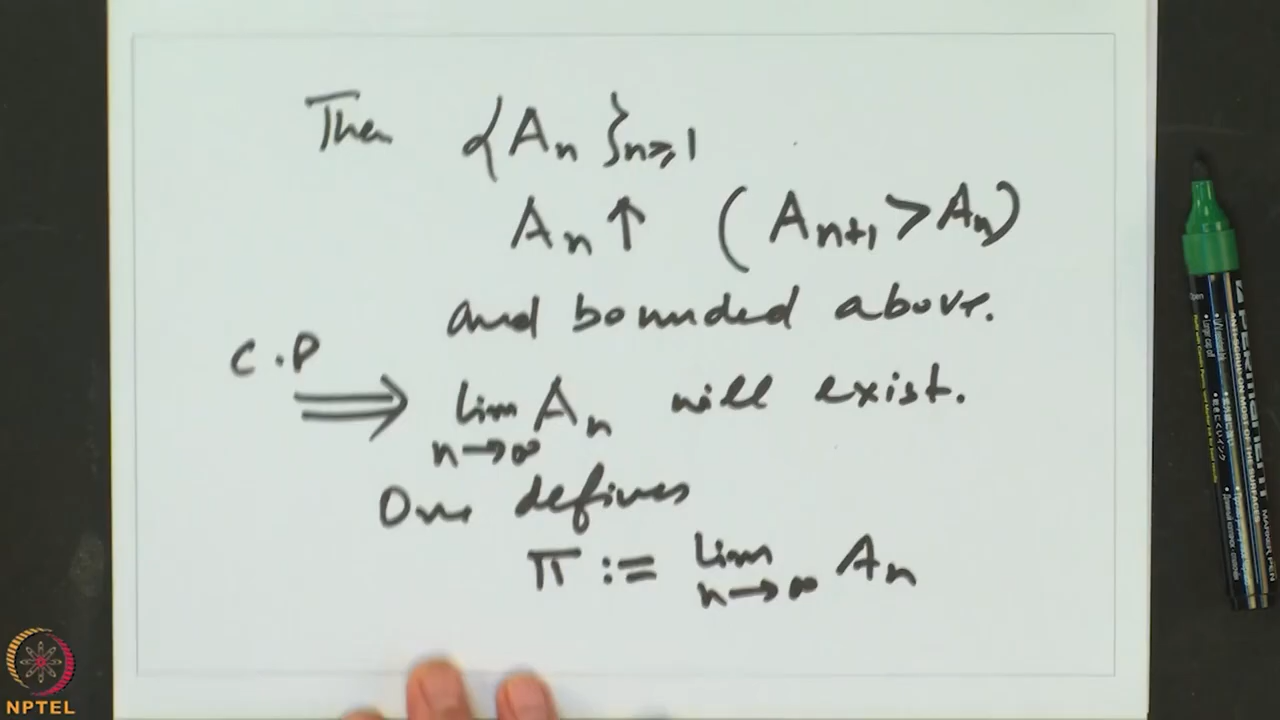 Then {An}n≥1
An↑ (An+1 > An)
and bounded above.
C.P
⟹ lim An will exist.
n→∞
One defines
π := lim An
n→∞
NPTEL